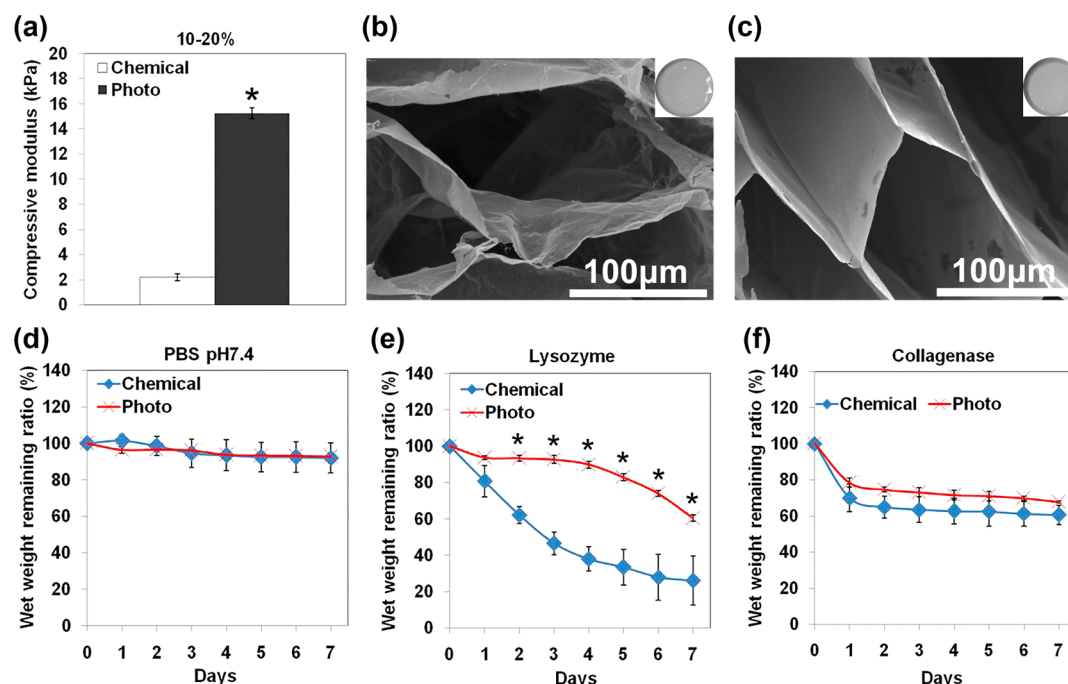 (a)
10-20%
Compressive modulus (kPa)
20
18
16
14
12
10
8
6
4
2
0
Chemical
Photo
*
(b)
100μm
(c)
100μm
(d)
PBS pH7.4
Wet weight remaining ratio (%)
140
120
100
80
60
40
20
0
Chemical
Photo
0 1 2 3 4 5 6 7
Days
(e)
Lysozyme
Wet weight remaining ratio (%)
140
120
100
80
60
40
20
0
Chemical
Photo
* * * * * *
0 1 2 3 4 5 6 7
Days
(f)
Collagenase
Wet weight remaining ratio (%)
140
120
100
80
60
40
20
0
Chemical Photo
0 1 2 3 4 5 6 7
Days